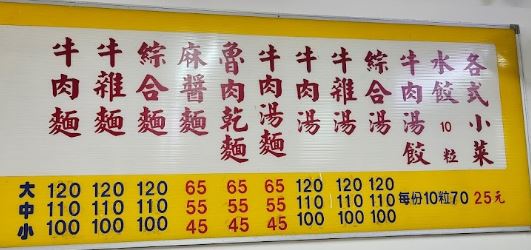 牛肉麵
牛雜麵
綜合麵
麻醬麵
魯肉乾麵
牛肉湯麵
牛肉湯
牛雜湯
綜合湯
牛肉湯餃
水餃10粒
各式小菜
大 120 120 120 65 65 65 120 120 120
中 110 110 110 55 55 55 110 110 110 每份10粒70 25元
小 100 100 100 45 45 45 100 100 100